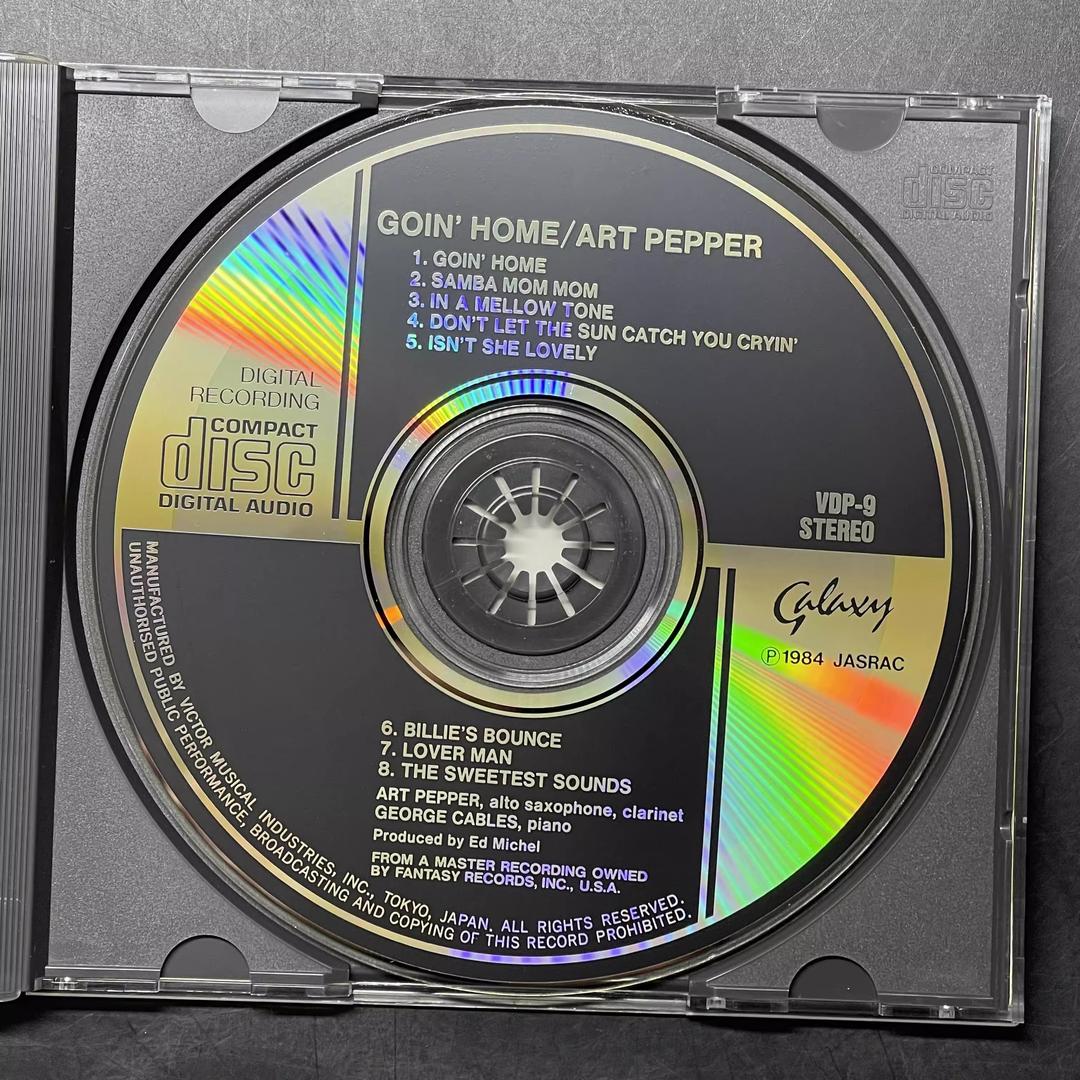 GOIN' HOME/ART PEPPER
1. GOIN' HOME
2. SAMBA MOM MOM
3. IN A MELLOW TONE
4. DON'T LET THE SUN CATCH YOU CRYIN'
5. ISN'T SHE LOVELY
DIGITAL
RECORDING
COMPACT
disc
DIGITAL AUDIO
COMPACT
disc
DIGITAL AUDIO
VDP-9
STEREO
Galaxy
Ⓟ1984 JASRAC
6. BILLIE'S BOUNCE
7. LOVER MAN
8. THE SWEETEST SOUNDS
ART PEPPER, alto saxophone, clarinet
GEORGE CABLES, piano
Produced by Ed Michel
FROM A MASTER RECORDING OWNED
BY FANTASY RECORDS, INC., U.S.A.
MANUFACTURED BY VICTOR MUSICAL INDUSTRIES, INC., TOKYO, JAPAN. ALL RIGHTS RESERVED.
UNAUTHORISED PUBLIC PERFORMANCE, BROADCASTING AND COPYING OF THIS RECORD PROHIBITED.